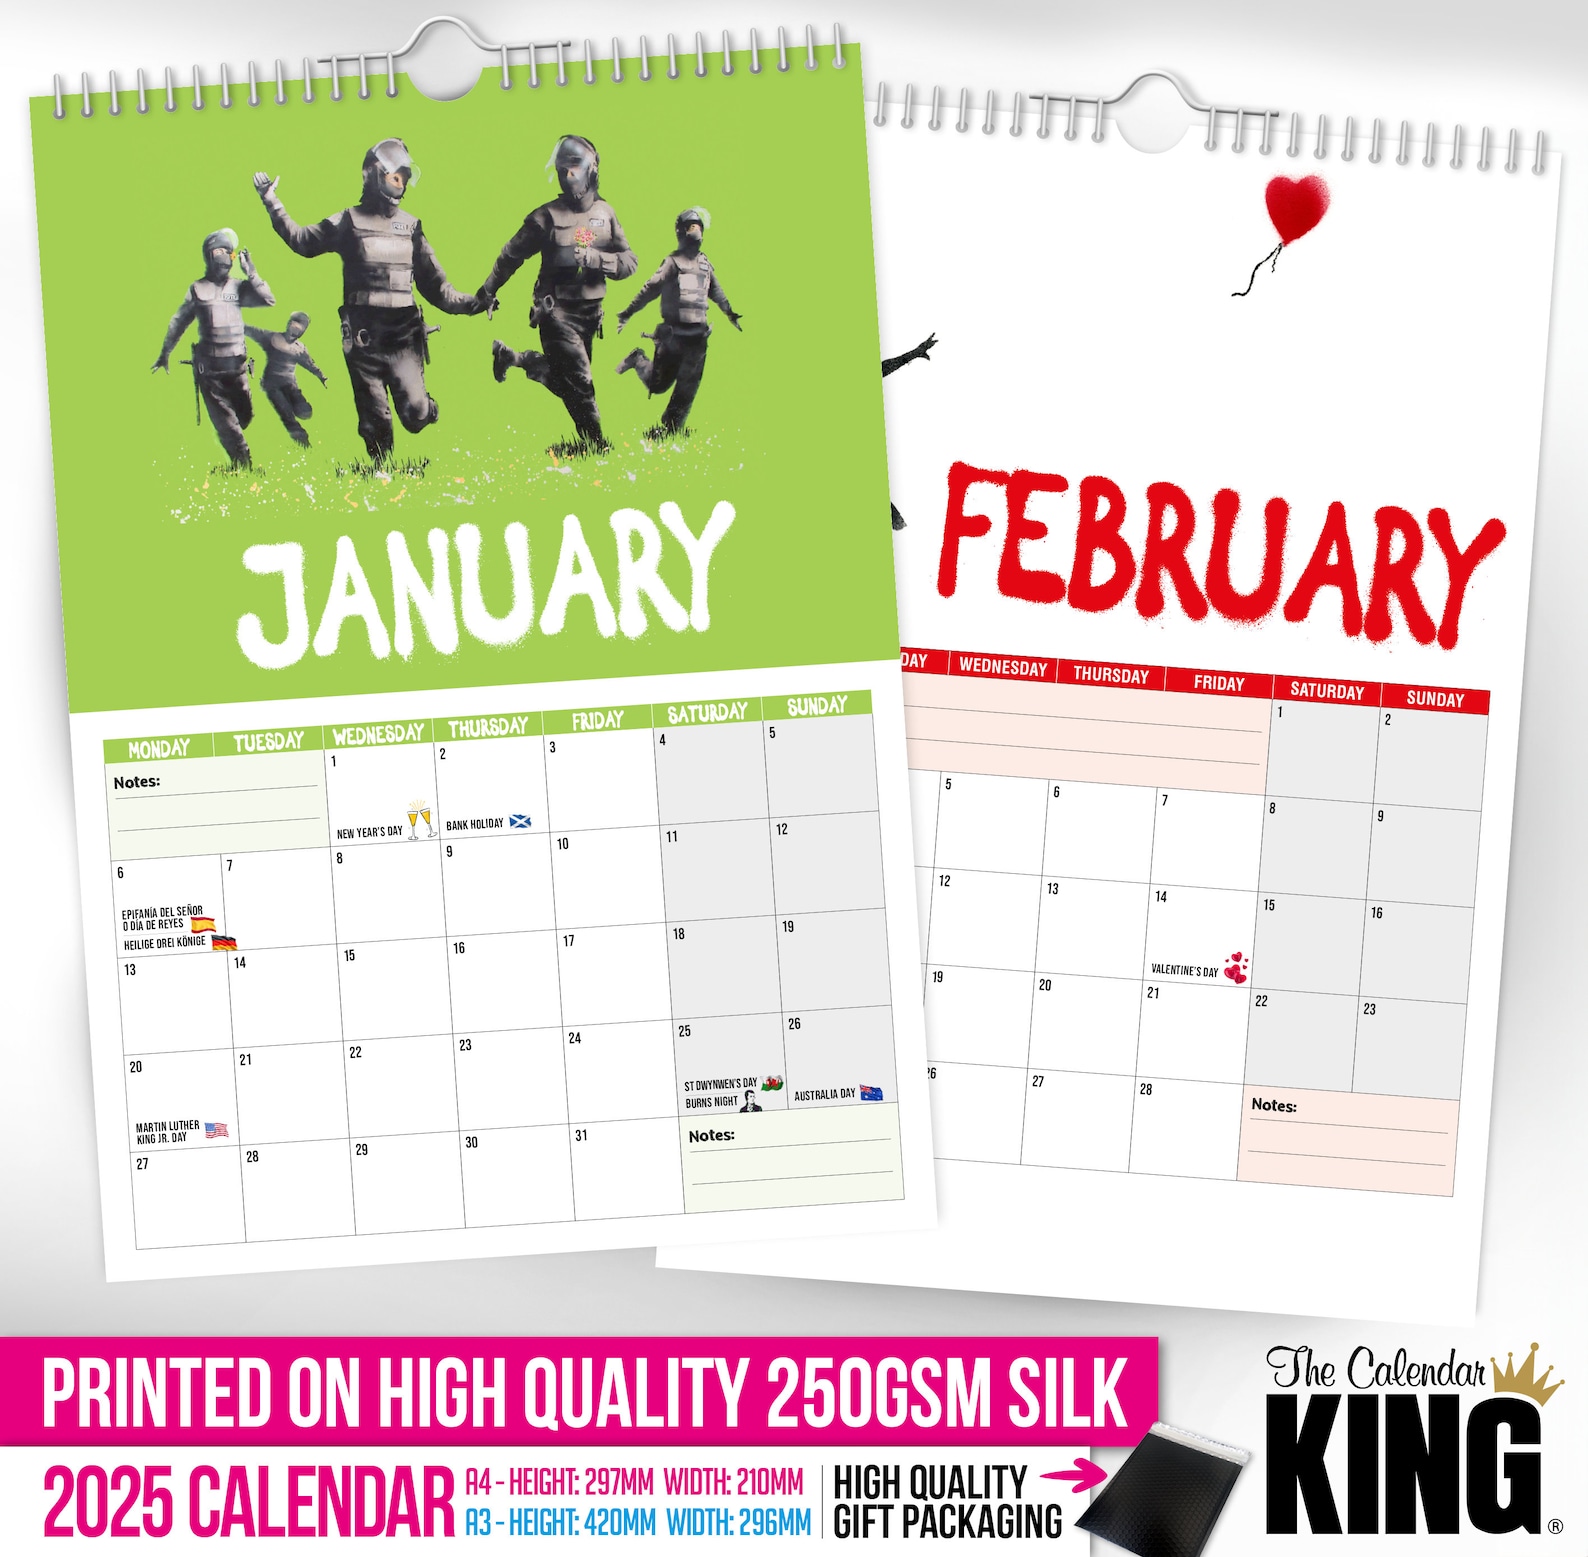 JANUARY
MONDAY TUESDAY WEDNESDAY THURSDAY FRIDAY SATURDAY SUNDAY
Notes:
1 2 3 4 5
NEW YEAR'S DAY
BANK HOLIDAY
6 7 8 9 10 11 12
EPIFANÍA DEL SEÑOR
O DÍA DE REYES
HEILIGE DREI KÖNIGE
13 14 15 16 17 18 19
20 21 22 23 24 25 26
MARTIN LUTHER
KING JR. DAY
ST DWYNWEN'S DAY
BURNS NIGHT
AUSTRALIA DAY
27 28 29 30 31
Notes:
FEBRUARY
DAY WEDNESDAY THURSDAY FRIDAY SATURDAY SUNDAY
1 2
5 6 7 8 9
12 13 14 15 16
VALENTINE'S DAY
19 20 21 22 23
26 27 28
Notes:
PRINTED ON HIGH QUALITY 250GSM SILK
2025 CALENDAR
A4 - HEIGHT: 297MM WIDTH: 210MM
A3 - HEIGHT: 420MM WIDTH: 296MM
HIGH QUALITY
GIFT PACKAGING
The Calendar
KING®